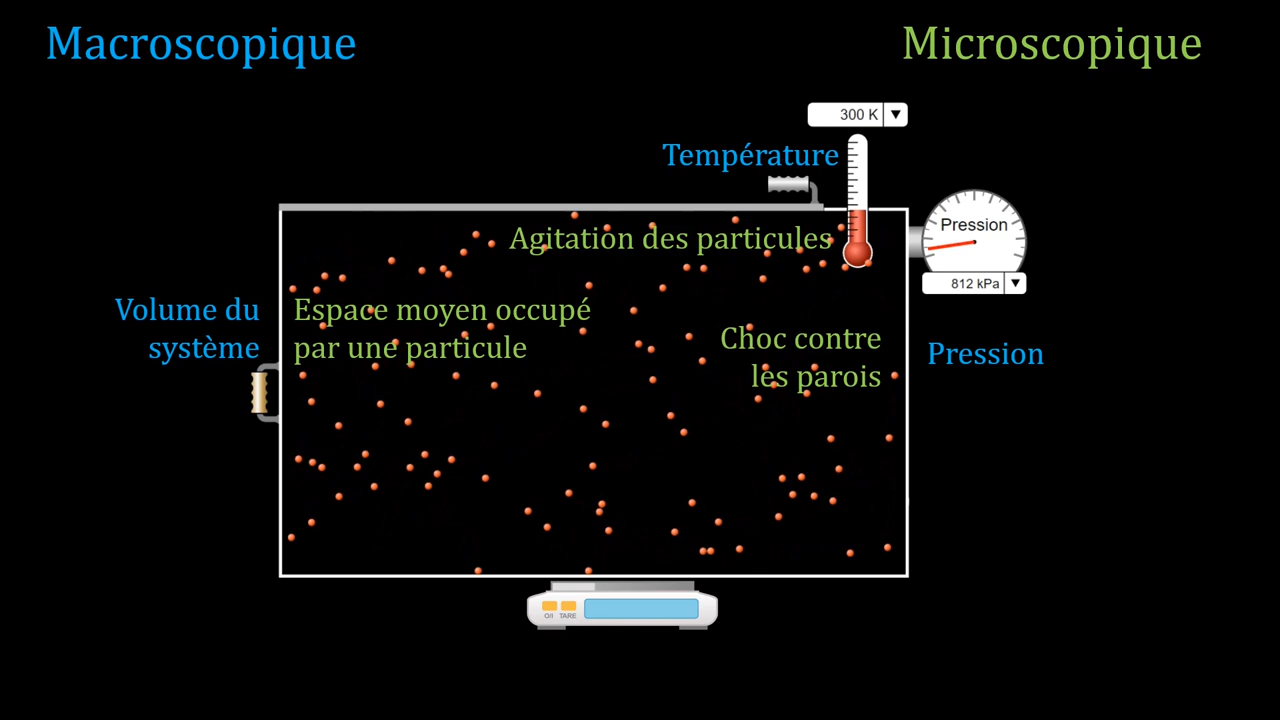 Macroscopique
Microscopique
300 K
Température
Pression
Agitation des particules
812 kPa
Volume du
système
Espace moyen occupé
par une particule
Choc contre
les parois
Pression
O/I TARE